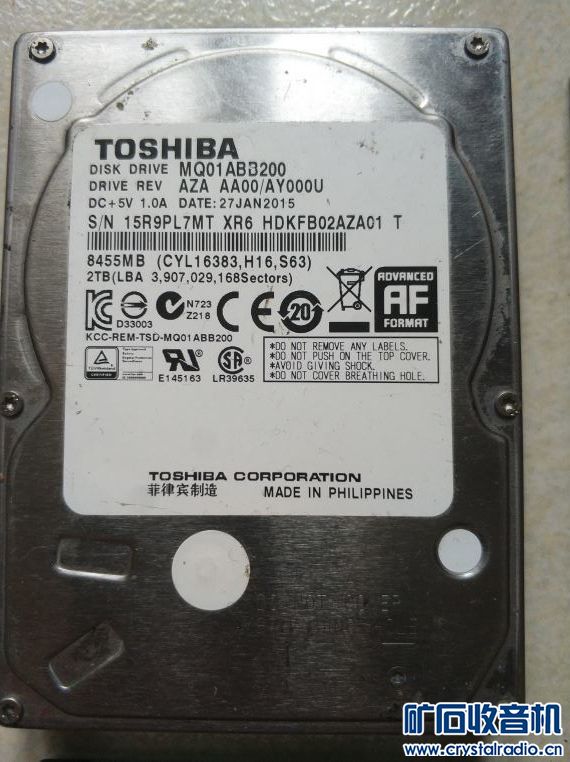 TOSHIBA
DISK DRIVE MQ01ABB200
DRIVE REV AZA AA00/AY000U
DC+5V 1.0A DATE:27JAN2015
S/N 15R9PL7MT XR6 HDKFB02AZA01 T
8455MB (CYL16383,H16,S63)
2TB(LBA 3,907,029,168Sectors)
D33003
N723
Z218
CE
20
ADVANCED
AF
FORMAT
KCC-REM-TSD-MQ01ABB200
E145163
LR39635
*DO NOT REMOVE ANY LABELS.
*DO NOT PUSH ON THE TOP COVER.
*AVOID GIVING SHOCK.
*DO NOT COVER BREATHING HOLE.
TOSHIBA CORPORATION
菲律宾制造 MADE IN PHILIPPINES
矿石收音机
www.crystalradio.cn